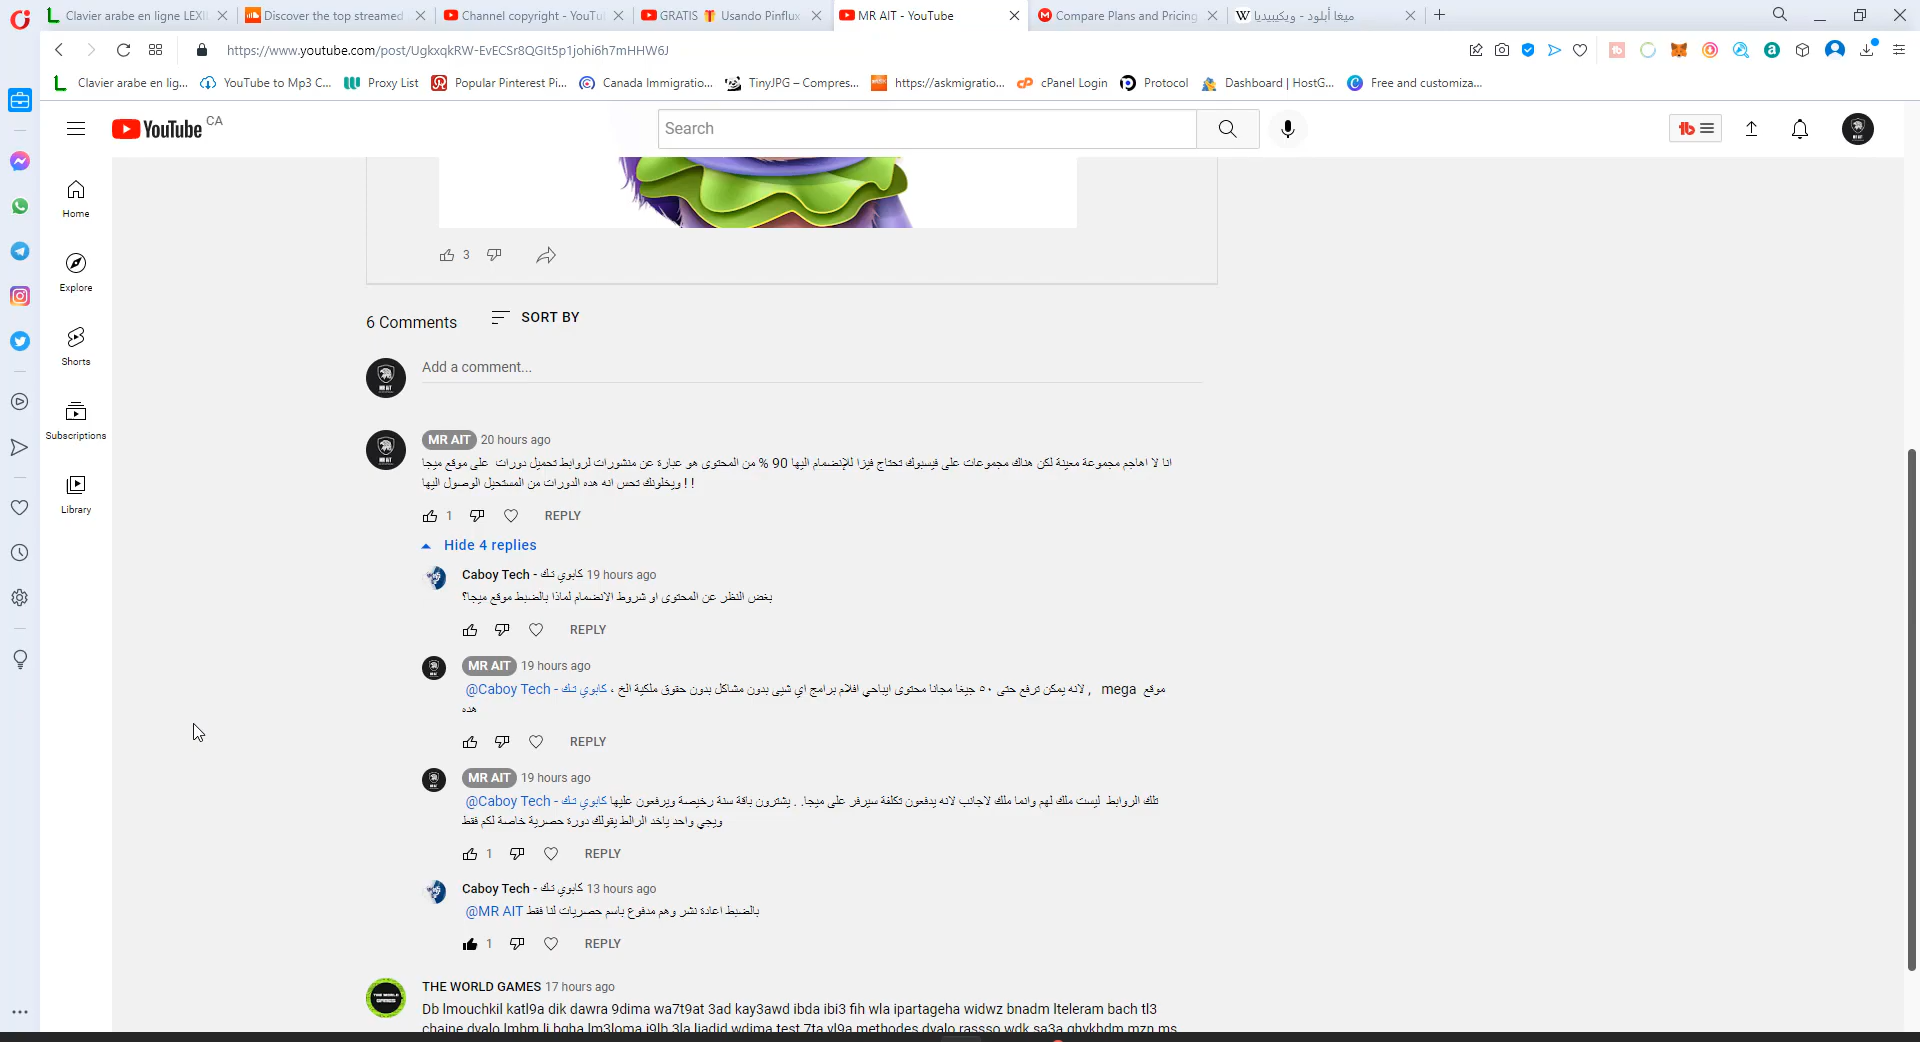 Clavier arabe en ligne LEXI
Discover the top streamed
Channel copyright - YouTu
GRATIS 🎁 Usando Pinflux
MR AIT - YouTube
Compare Plans and Pricing
ميغا أبلود - ويكيبيديا
https://www.youtube.com/post/UgkxqkRW-EvECSr8QGIt5p1johi6h7mHHW6J
Clavier arabe en lig...
YouTube to Mp3 C...
Proxy List
Popular Pinterest Pi...
Canada Immigratio...
TinyJPG – Compres...
https://askmigratio...
cPanel Login
Protocol
Dashboard | HostG...
Free and customiza...
YouTube CA
Search
Home
Explore
Shorts
Subscriptions
Library
3
6 Comments
SORT BY
Add a comment...
MR AIT 20 hours ago
انا لا اهاجم مجموعة معينة لكن هناك مجموعات على فيسبوك تحتاج فيزا للإنضمام اليها 90 % من المحتوى هو عبارة عن منشورات لروابط تحميل دورات على موقع ميجا
ويخلونك تحس انه هده الدورات من المستحيل الوصول اليها ! !
1 REPLY
Hide 4 replies
Caboy Tech - كابوي تك 19 hours ago
بغض النظر عن المحتوى او شروط الانضمام لماذا بالضبط موقع ميجا؟
REPLY
MR AIT 19 hours ago
@Caboy Tech - كابوي تك موقع mega , لانه يمكن ترفع حتى ٥٠ جيغا مجانا محتوى ايباحي افلام برامج اي شيى بدون مشاكل بدون حقوق ملكية الخ ،
هده
REPLY
MR AIT 19 hours ago
@Caboy Tech - كابوي تك تلك الروابط ليست ملك لهم وانما ملك لاجانب لانه يدفعون تكلفة سيرفر على ميجا. . يشترون باقة سنة رخيصة ويرفعون عليها
ويجي واحد ياخد الرالط يقولك دورة حصرية خاصة لكم فقط
1 REPLY
Caboy Tech - كابوي تك 13 hours ago
@MR AIT بالضبط اعادة نشر وهم مدفوع باسم حصريات لنا فقط
1 REPLY
THE WORLD GAMES 17 hours ago
Db lmouchkil katl9a dik dawra 9dima wa7t9at 3ad kay3awd ibda ibi3 fih wla ipartageha widwz bnadm lteleram bach tl3
chaine dyalo lmhm li bgha lm3loma i9lb 3la ljadid wdima test 7ta yl9a methodes dyalo rassso wdk sa3a ghykhdm mzn ms